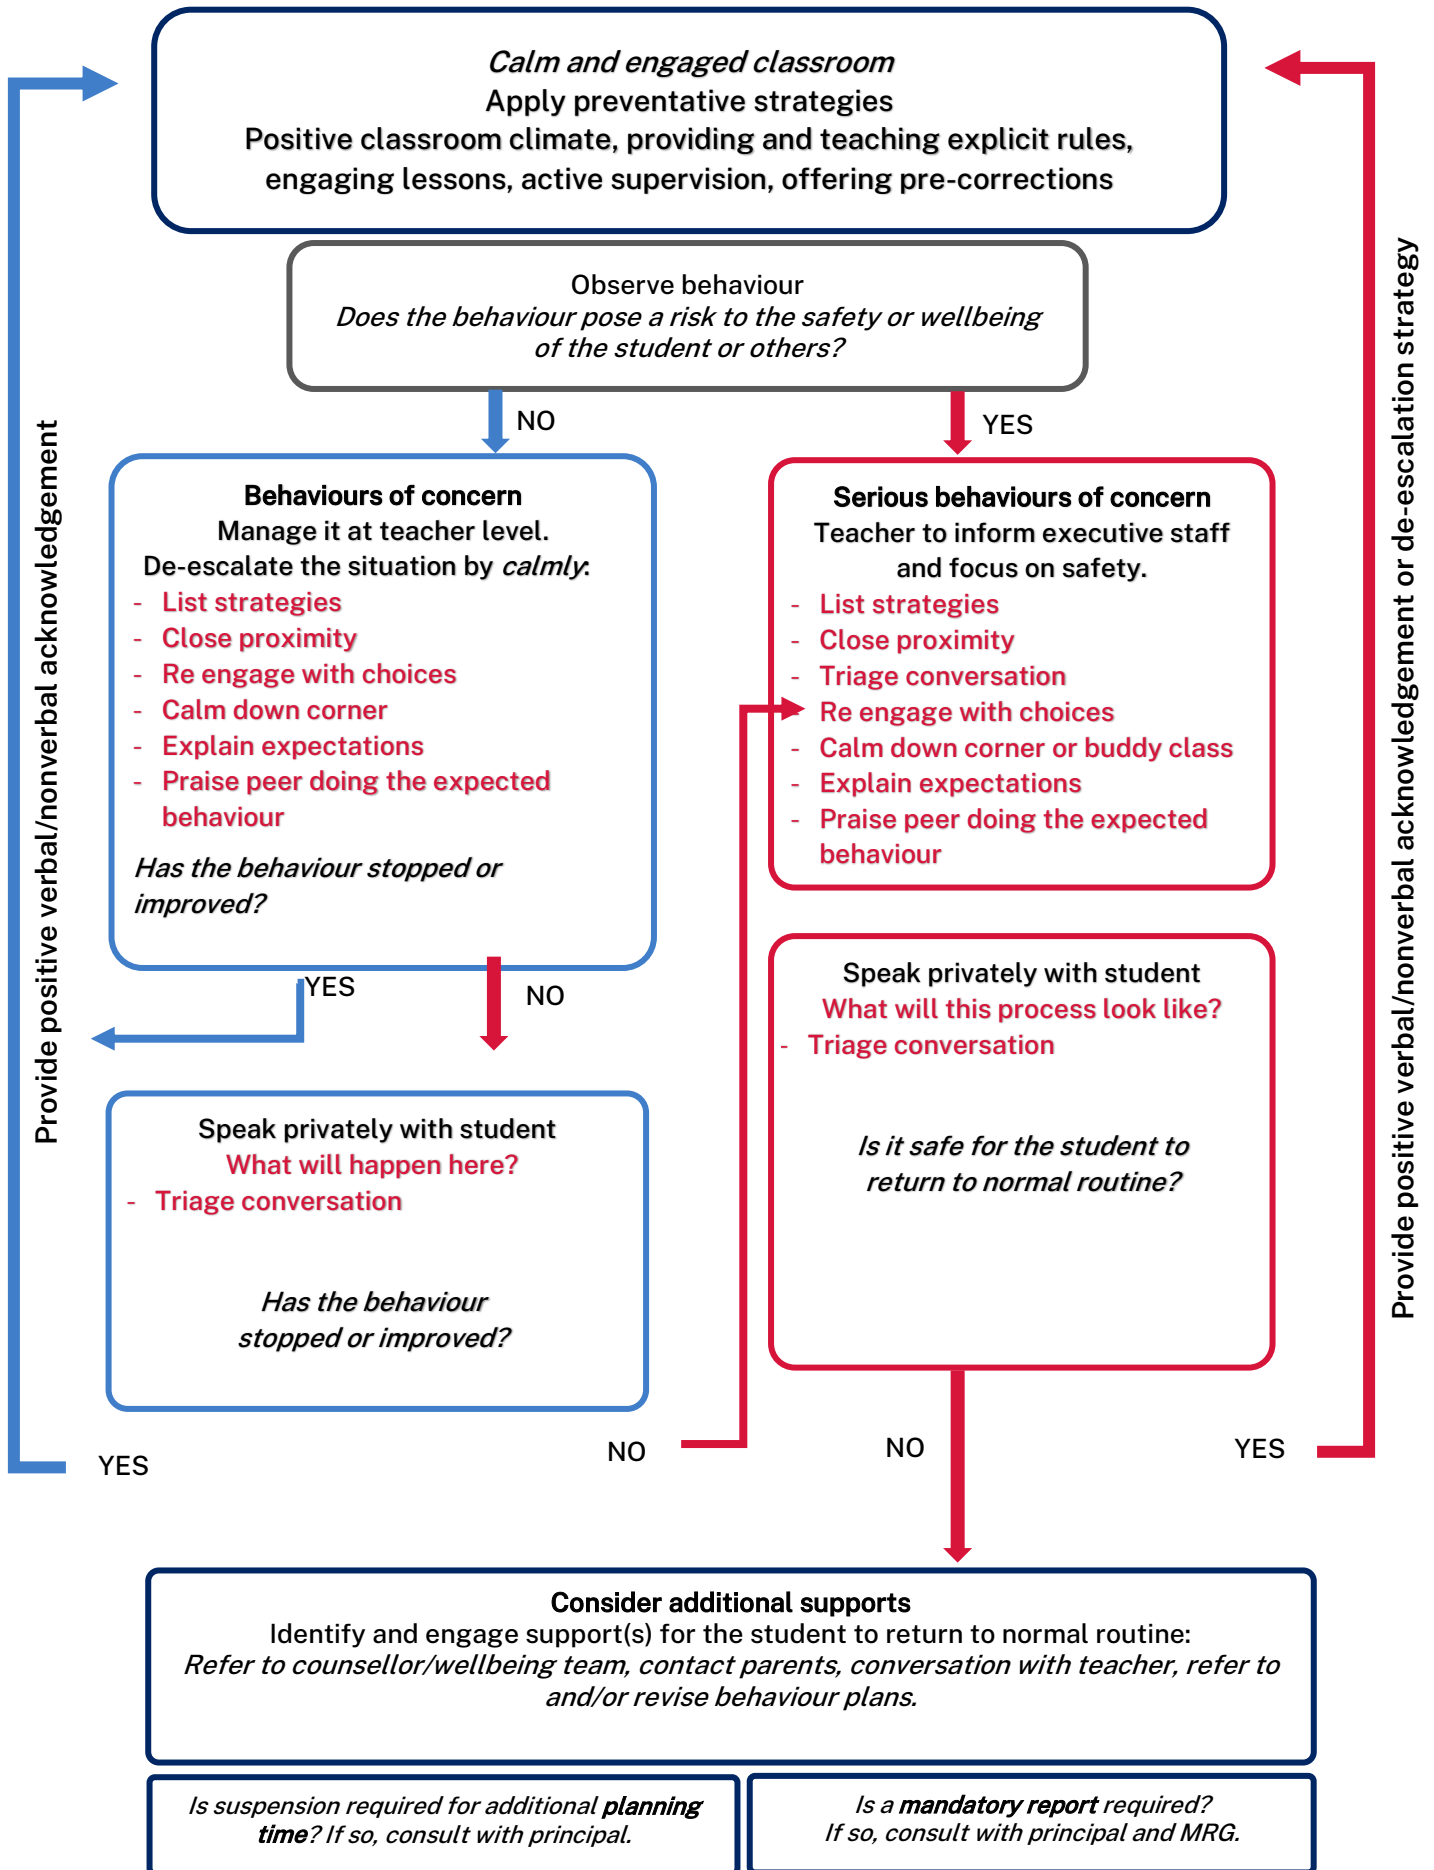 Calm and engaged classroom
Apply preventative strategies
Positive classroom climate, providing and teaching explicit rules,
engaging lessons, active supervision, offering pre-corrections
Observe behaviour
Does the behaviour pose a risk to the safety or wellbeing
of the student or others?
NO
YES
Behaviours of concern
Manage it at teacher level.
De-escalate the situation by calmly:
- List strategies
- Close proximity
- Re engage with choices
- Calm down corner
- Explain expectations
- Praise peer doing the expected
behaviour
Has the behaviour stopped or
improved?
YES
NO
Speak privately with student
What will happen here?
- Triage conversation
Has the behaviour
stopped or improved?
YES
NO
Provide positive verbal/nonverbal acknowledgement
Serious behaviours of concern
Teacher to inform executive staff
and focus on safety.
- List strategies
- Close proximity
- Triage conversation
- Re engage with choices
- Calm down corner or buddy class
- Explain expectations
- Praise peer doing the expected
behaviour
Speak privately with student
What will this process look like?
- Triage conversation
Is it safe for the student to
return to normal routine?
NO
YES
Provide positive verbal/nonverbal acknowledgement or de-escalation strategy
Consider additional supports
Identify and engage support(s) for the student to return to normal routine:
Refer to counsellor/wellbeing team, contact parents, conversation with teacher, refer to
and/or revise behaviour plans.
Is suspension required for additional planning
time? If so, consult with principal.
Is a mandatory report required?
If so, consult with principal and MRG.